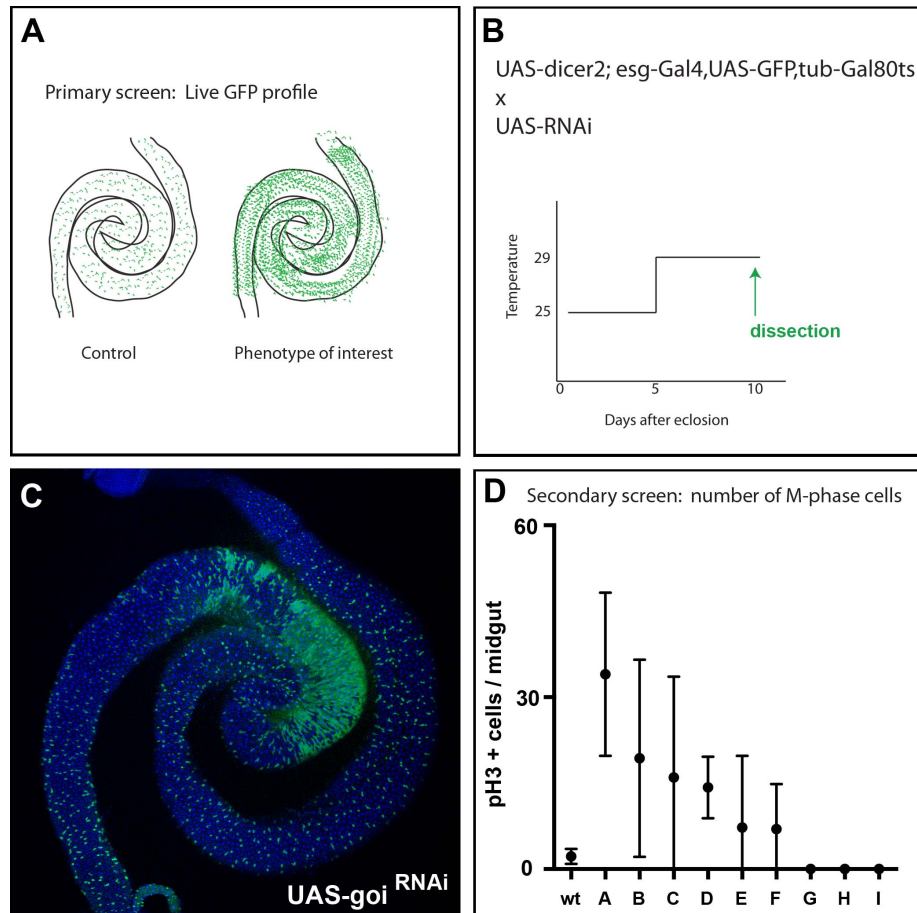 A
Primary screen: Live GFP profile
Control
Phenotype of interest
B
UAS-dicer2; esg-Gal4,UAS-GFP,tub-Gal80ts
x
UAS-RNAi
Temperature
29
25
dissection
0 5 10
Days after eclosion
C
UAS-goi RNAi
D
Secondary screen: number of M-phase cells
pH3 + cells / midgut
60
30
0
wt A B C D E F G H I